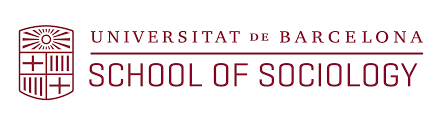 UNIVERSITAT DE BARCELONA
SCHOOL OF SOCIOLOGY